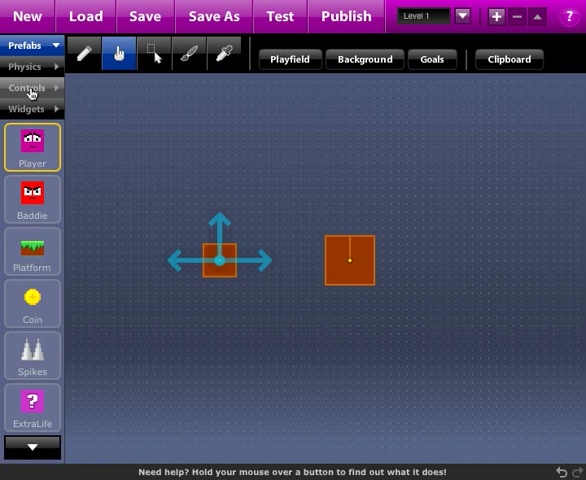 New Load Save Save As Test Publish Level 1 ?
Prefabs
Physics
Controls
Widgets
Playfield Background Goals Clipboard
Player
Baddie
Platform
Coin
Spikes
?
ExtraLife
Need help? Hold your mouse over a button to find out what it does!